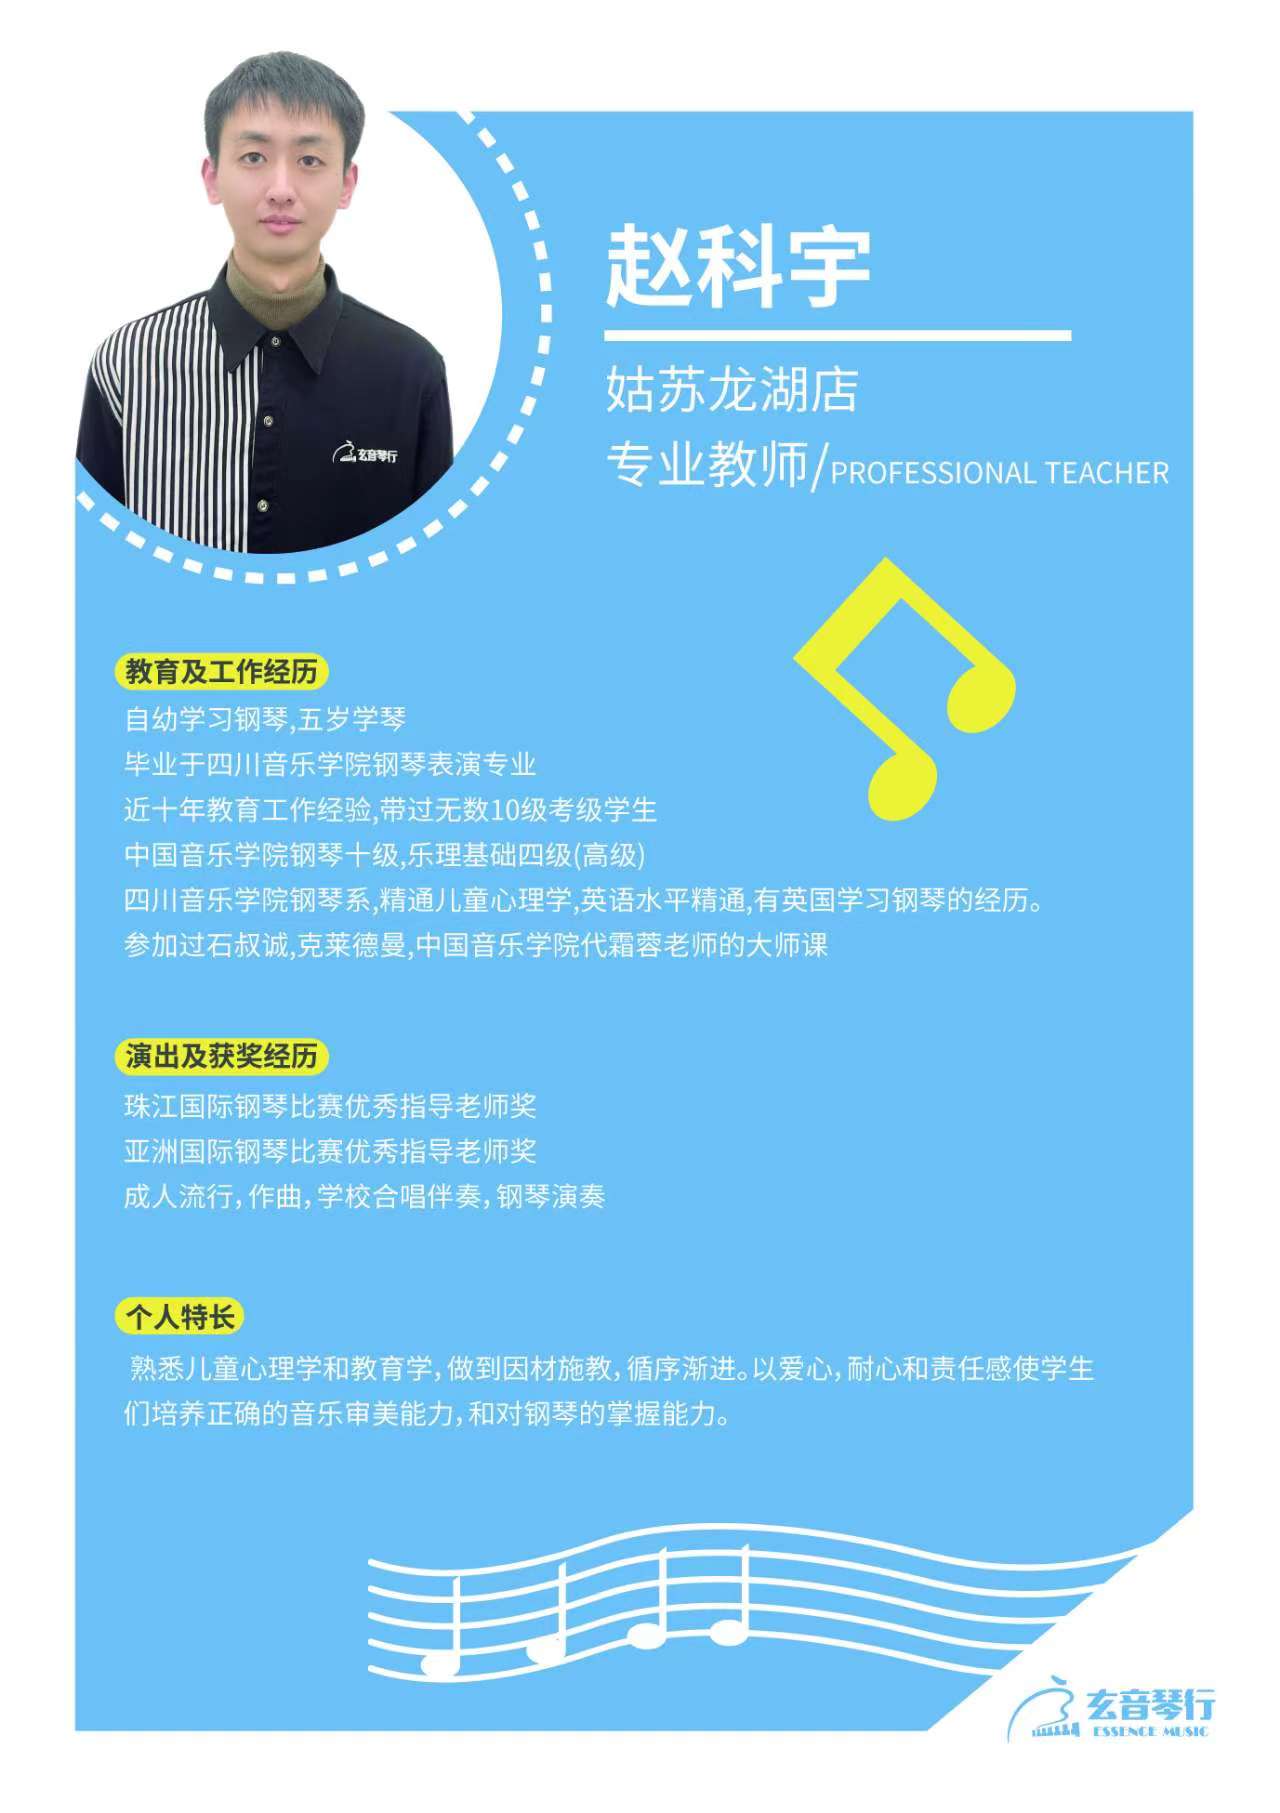 赵科宇
姑苏龙湖店
专业教师/PROFESSIONAL TEACHER
玄音琴行
教育及工作经历
自幼学习钢琴,五岁学琴
毕业于四川音乐学院钢琴表演专业
近十年教育工作经验,带过无数10级考级学生
中国音乐学院钢琴十级,乐理基础四级(高级)
四川音乐学院钢琴系,精通儿童心理学,英语水平精通,有英国学习钢琴的经历。
参加过石叔诚,克莱德曼,中国音乐学院代霜蓉老师的大师课
演出及获奖经历
珠江国际钢琴比赛优秀指导老师奖
亚洲国际钢琴比赛优秀指导老师奖
成人流行，作曲，学校合唱伴奏，钢琴演奏
个人特长
熟悉儿童心理学和教育学，做到因材施教，循序渐进。以爱心，耐心和责任感使学生
们培养正确的音乐审美能力，和对钢琴的掌握能力。
玄音琴行
ESSENCE MUSIC